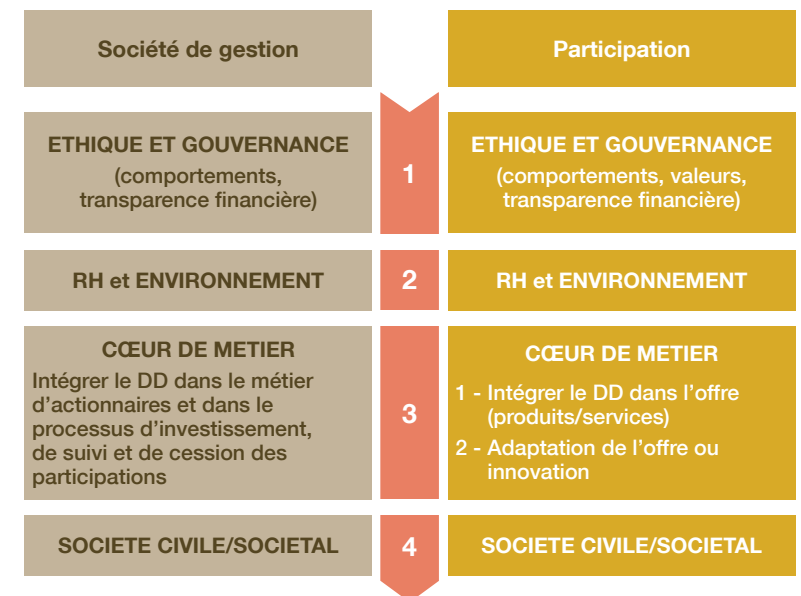 Société de gestion
Participation
ETHIQUE ET GOUVERNANCE
(comportements,
transparence financière)
1
ETHIQUE ET GOUVERNANCE
(comportements, valeurs,
transparence financière)
RH et ENVIRONNEMENT
2
RH et ENVIRONNEMENT
CŒUR DE METIER
Intégrer le DD dans le métier
d’actionnaires et dans le
processus d’investissement,
de suivi et de cession des
participations
3
CŒUR DE METIER
1 - Intégrer le DD dans l’offre
(produits/services)
2 - Adaptation de l’offre ou
innovation
SOCIETE CIVILE/SOCIETAL
4
SOCIETE CIVILE/SOCIETAL